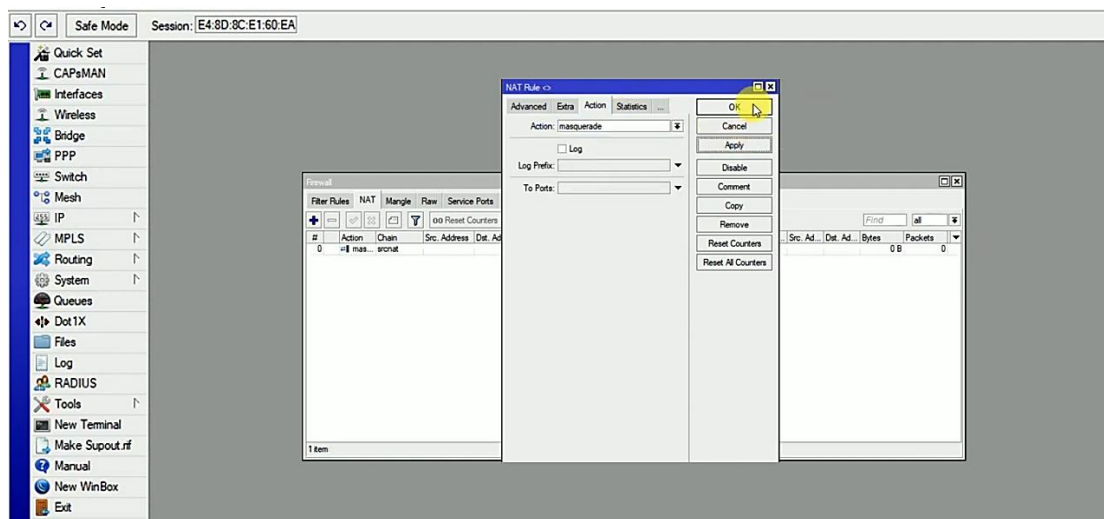 Safe Mode Session: E4:8D:8C:E1:60:EA
Quick Set
CAPsMAN
Interfaces
Wireless
Bridge
PPP
Switch
Mesh
IP
MPLS
Routing
System
Queues
Dot1X
Files
Log
RADIUS
Tools
New Terminal
Make Supout.rif
Manual
New WinBox
Exit
Firewall
Filter Rules NAT Mangle Raw Service Ports
00 Reset Counters Find all
# Action Chain Src. Address Dst. Ad
... Src. Ad... Dst. Ad... Bytes Packets
0 mas... srcnat 0 B 0
1 item
NAT Rule <>
Advanced Extra Action Statistics ...
Action: masquerade
Log
Log Prefix:
To Ports:
OK
Cancel
Apply
Disable
Comment
Copy
Remove
Reset Counters
Reset All Counters